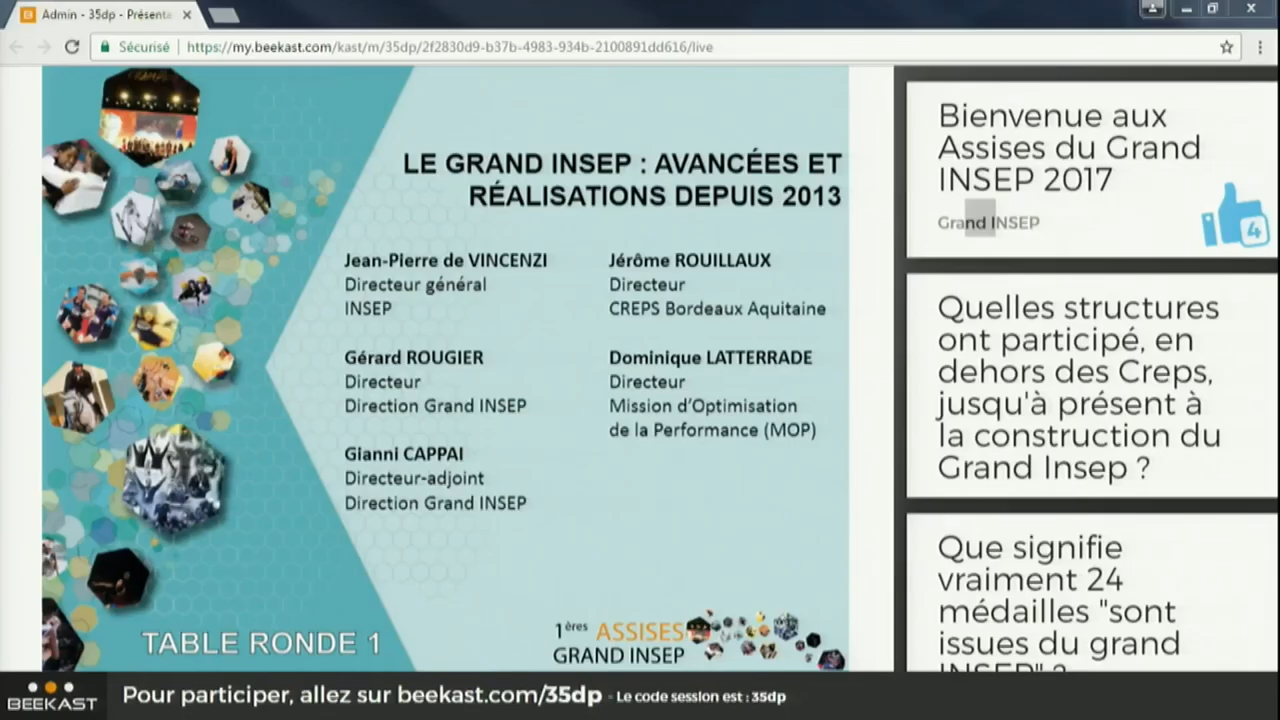 Admin - 35dp - Présenta
Sécurisé
https://my.beekast.com/kast/m/35dp/2f2830d9-b37b-4983-934b-2100891dd616/live
LE GRAND INSEP : AVANCÉES ET
RÉALISATIONS DEPUIS 2013
Jean-Pierre de VINCENZI
Directeur général
INSEP
Gérard ROUGIER
Directeur
Direction Grand INSEP
Gianni CAPPAI
Directeur-adjoint
Direction Grand INSEP
Jérôme ROUILLAUX
Directeur
CREPS Bordeaux Aquitaine
Dominique LATTERRADE
Directeur
Mission d'Optimisation
de la Performance (MOP)
TABLE RONDE 1
1ères ASSISES
GRAND INSEP
Bienvenue aux
Assises du Grand
INSEP 2017
Grand INSEP
4
Quelles structures
ont participé, en
dehors des Creps,
jusqu'à présent à
la construction du
Grand Insep ?
Que signifie
vraiment 24
médailles "sont
issues du grand
INSEP" ?
BEEKAST
Pour participer, allez sur beekast.com/35dp - Le code session est : 35dp